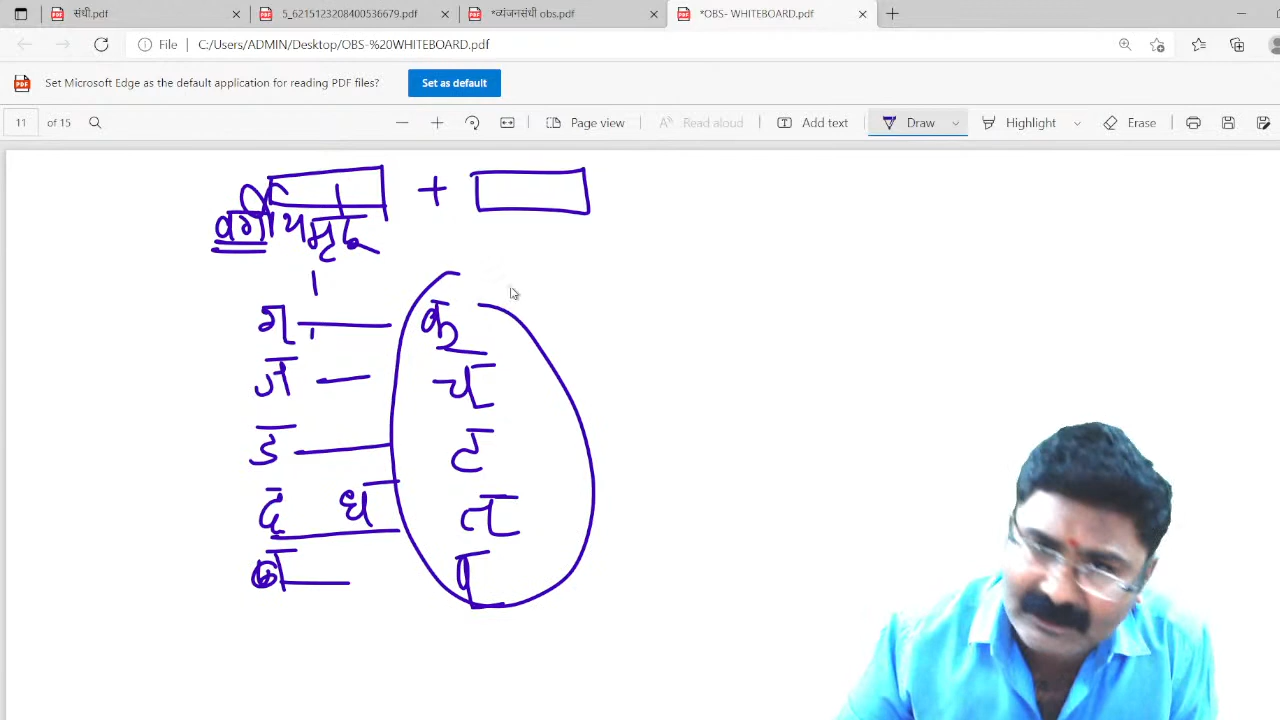 संधी.pdf 5_6215123208400536679.pdf *व्यंजनसंधी obs.pdf *OBS- WHITEBOARD.pdf
File C:/Users/ADMIN/Desktop/OBS-%20WHITEBOARD.pdf
Set Microsoft Edge as the default application for reading PDF files? Set as default
11 of 15 Page view Read aloud Add text Draw Highlight Erase
+
वर्गीय मृदू
ग् क्
ज च्
ड ट्
द् ध त्
ब प्